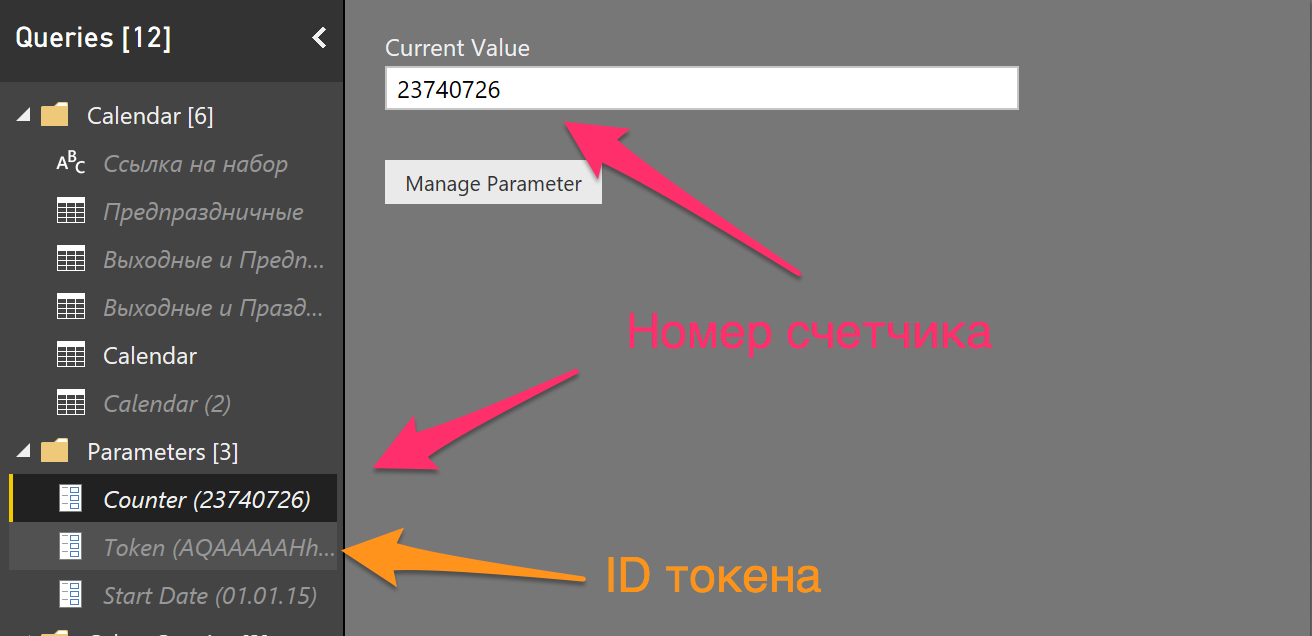 Queries [12]
Calendar [6]
ABC Ссылка на набор
Предпраздничные
Выходные и Предп...
Выходные и Празд...
Calendar
Calendar (2)
Parameters [3]
Counter (23740726)
Token (AQAAAAAHh...
Start Date (01.01.15)
Current Value
23740726
Manage Parameter
Номер счетчика
ID токена